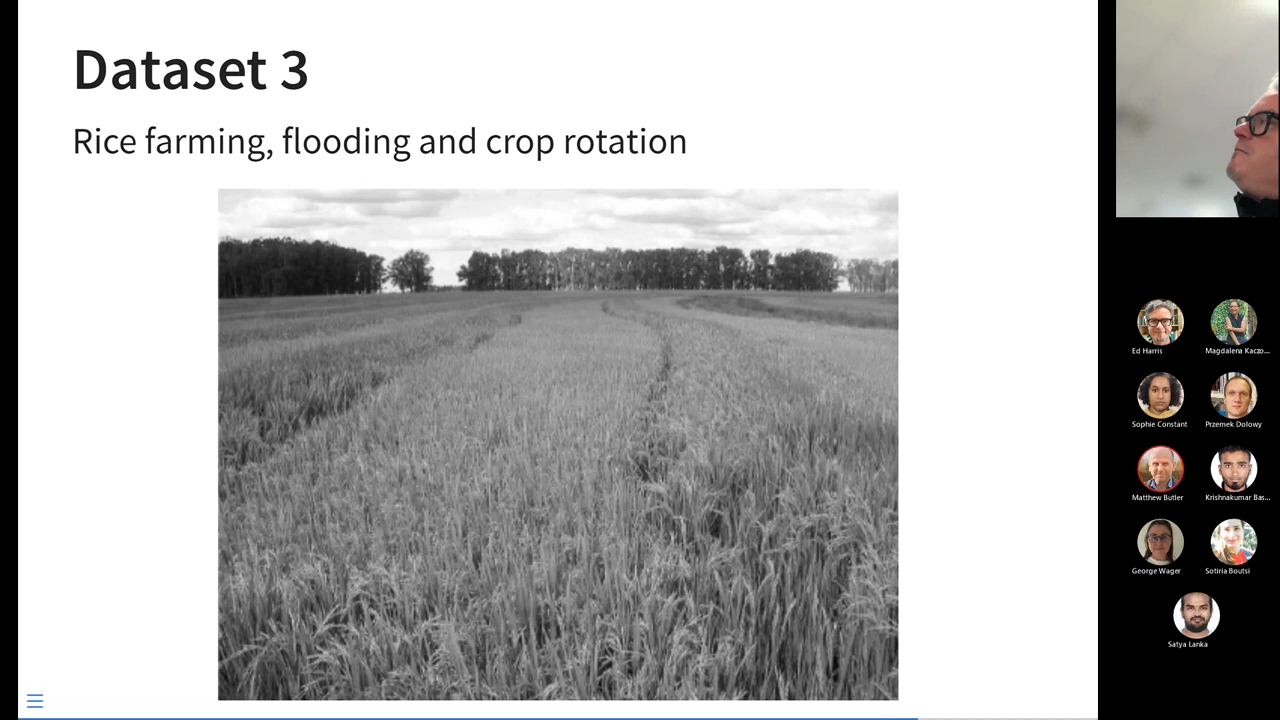 Dataset 3
Rice farming, flooding and crop rotation
Ed Harris
Magdalena Kaczo...
Sophie Constant
Przemek Dolowy
Matthew Butler
Krishnakumar Bas...
George Wager
Sotiria Boutsi
Satya Lanka